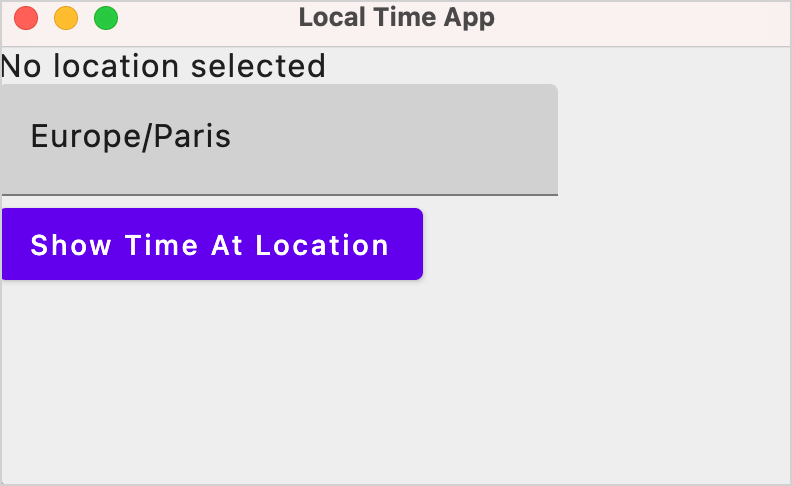 Local Time App
No location selected
Europe/Paris
Show Time At Location